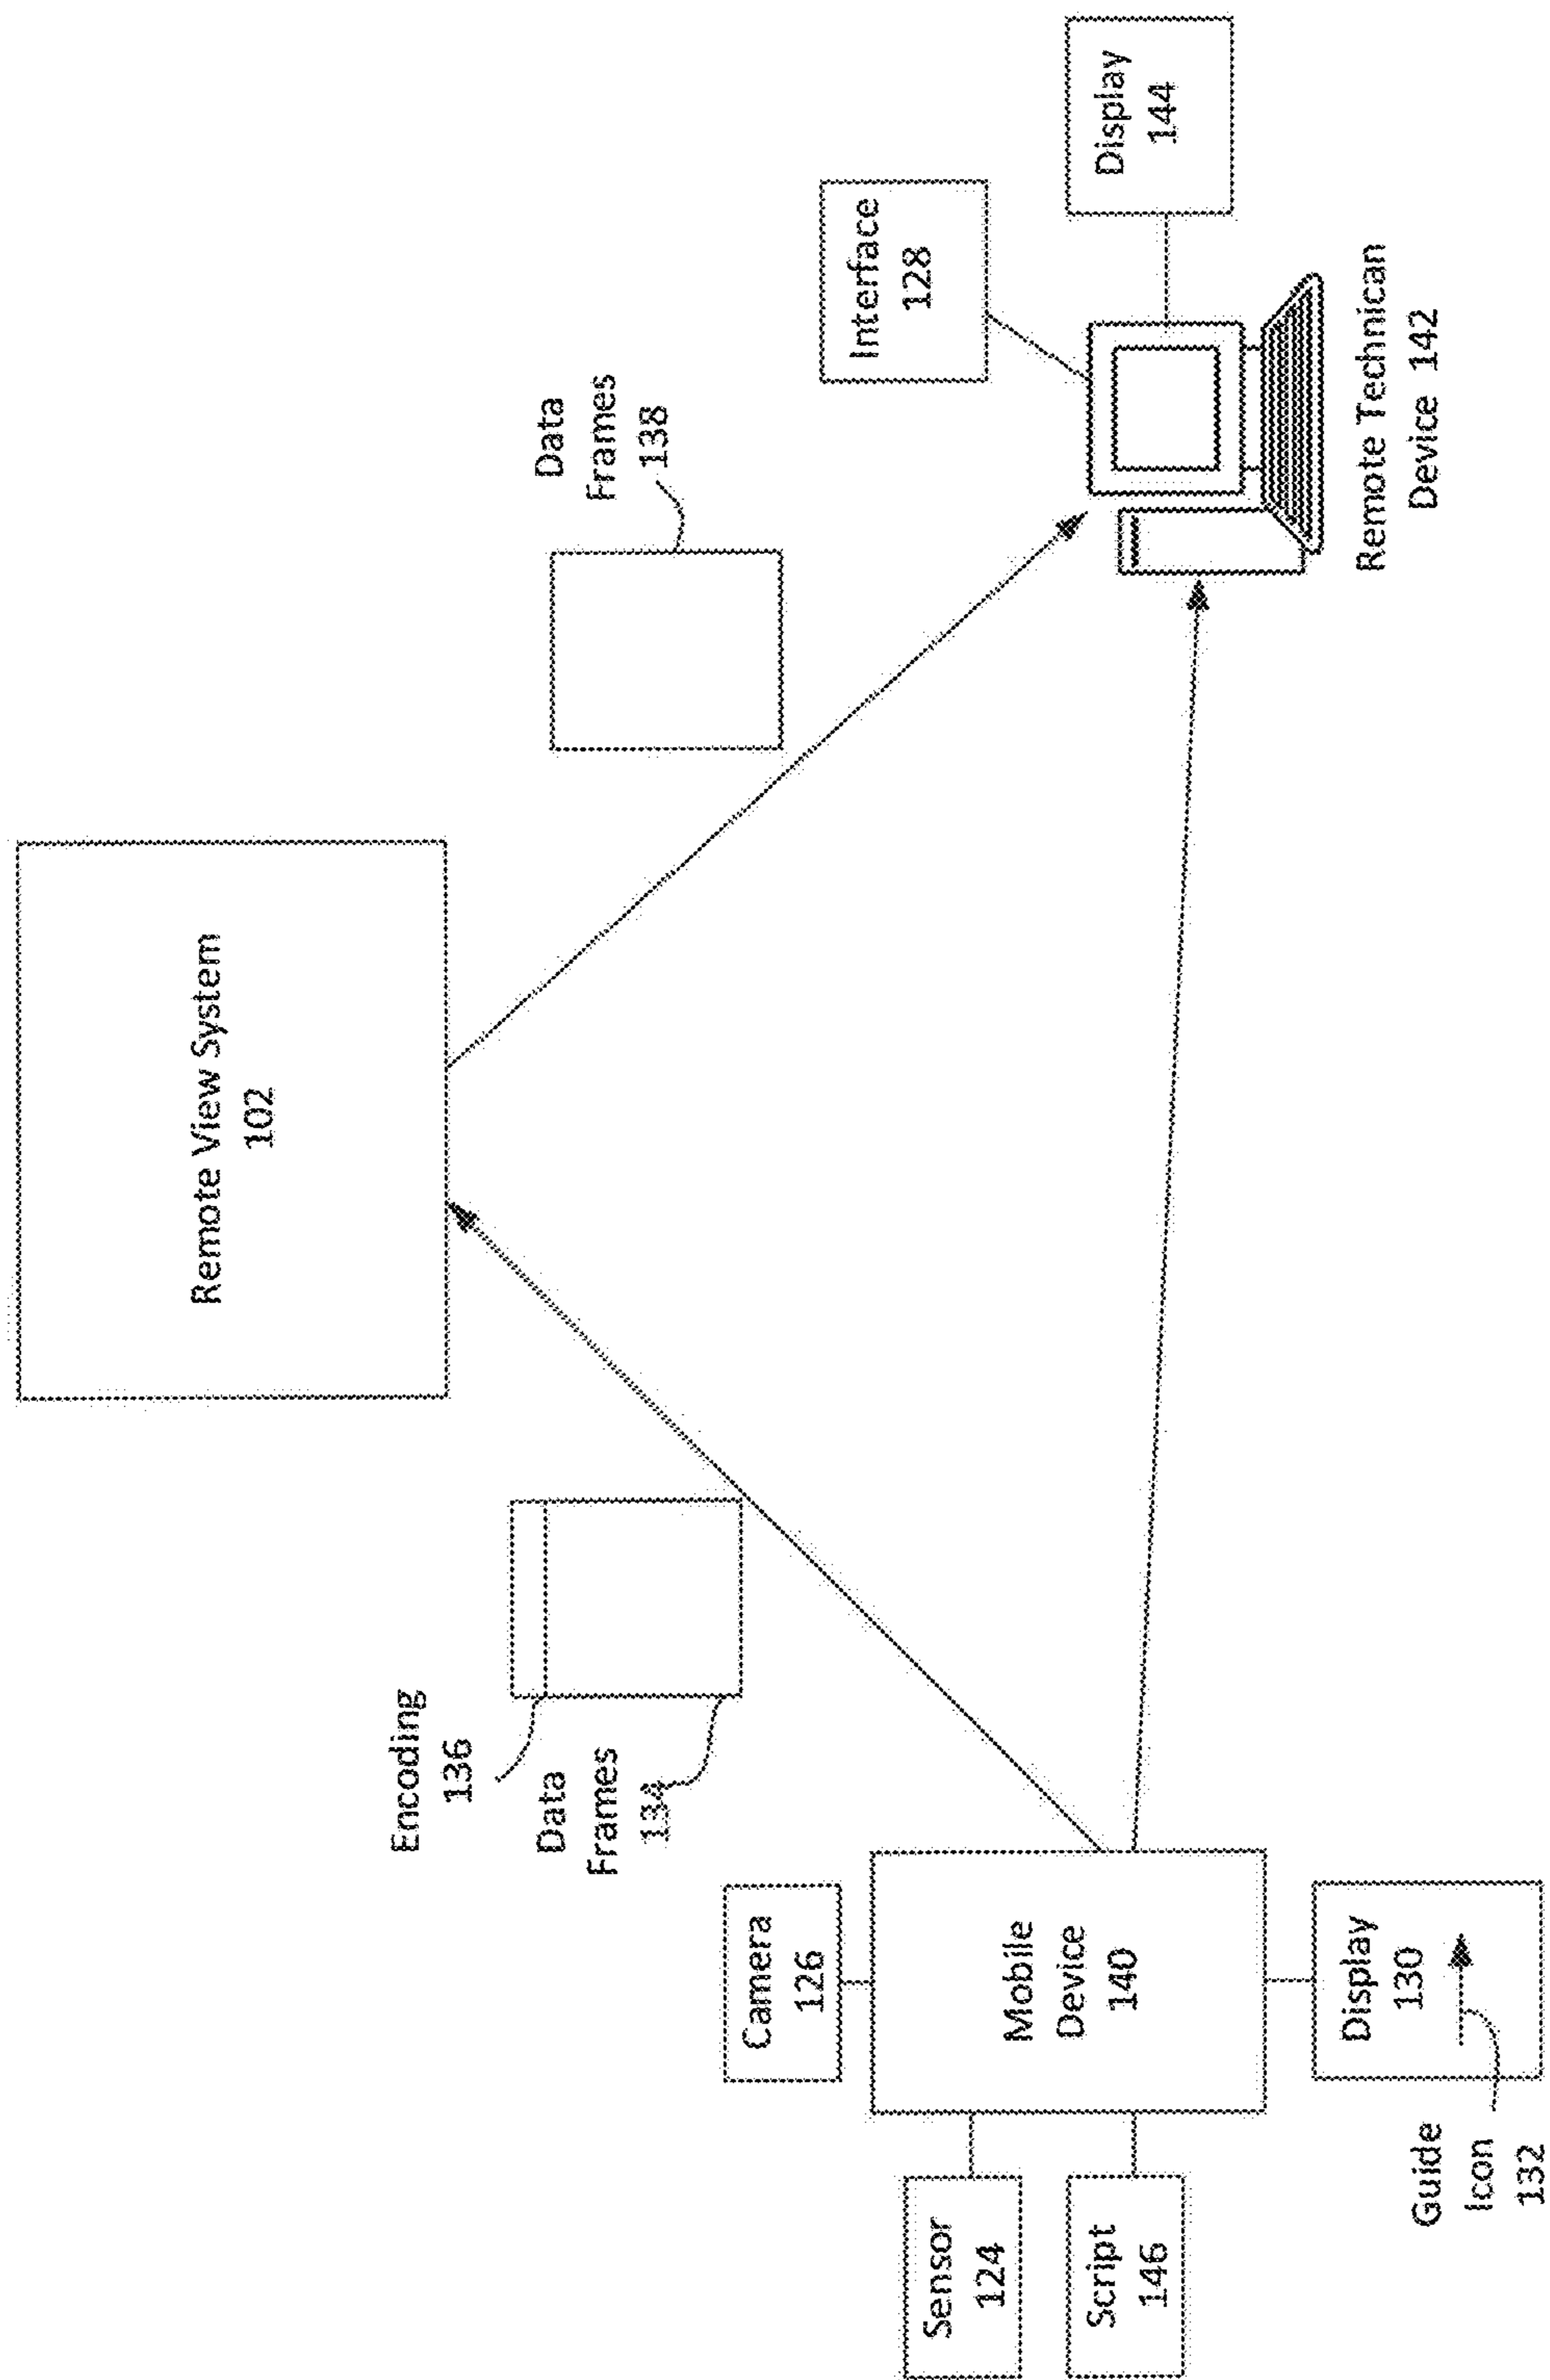 Remote View System
102
Data
Frames
138
Interface
128
Display
144
Remote Technican
Device 142
Encoding
136
Data
Frames
134
Camera
126
Mobile
Device
140
Sensor
124
Script
146
Display
130
Guide
Icon
132